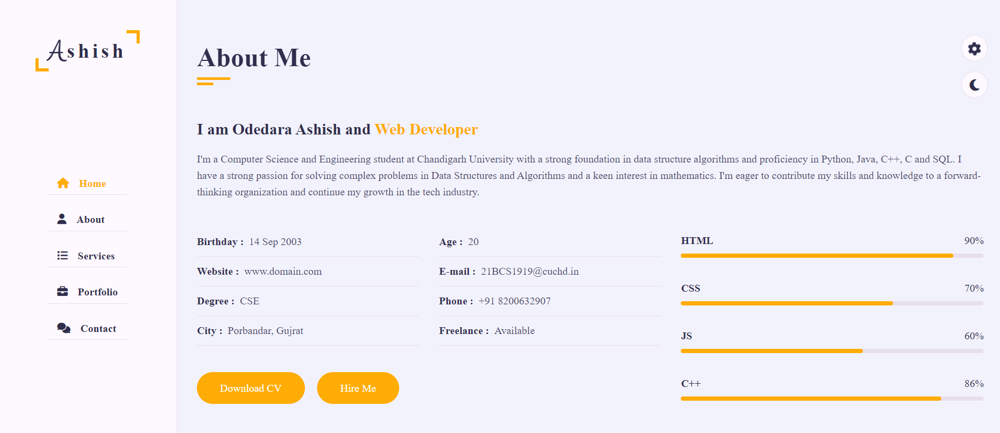 Ashish
Home
About
Services
Portfolio
Contact
About Me
I am Odedara Ashish and Web Developer
I'm a Computer Science and Engineering student at Chandigarh University with a strong foundation in data structure algorithms and proficiency in Python, Java, C++, C and SQL. I
have a strong passion for solving complex problems in Data Structures and Algorithms and a keen interest in mathematics. I'm eager to contribute my skills and knowledge to a forward-
thinking organization and continue my growth in the tech industry.
Birthday : 14 Sep 2003
Age : 20
Website : www.domain.com
E-mail : 21BCS1919@cuchd.in
Degree : CSE
Phone : +91 8200632907
City : Porbandar, Gujrat
Freelance : Available
Download CV
Hire Me
HTML 90%
CSS 70%
JS 60%
C++ 86%